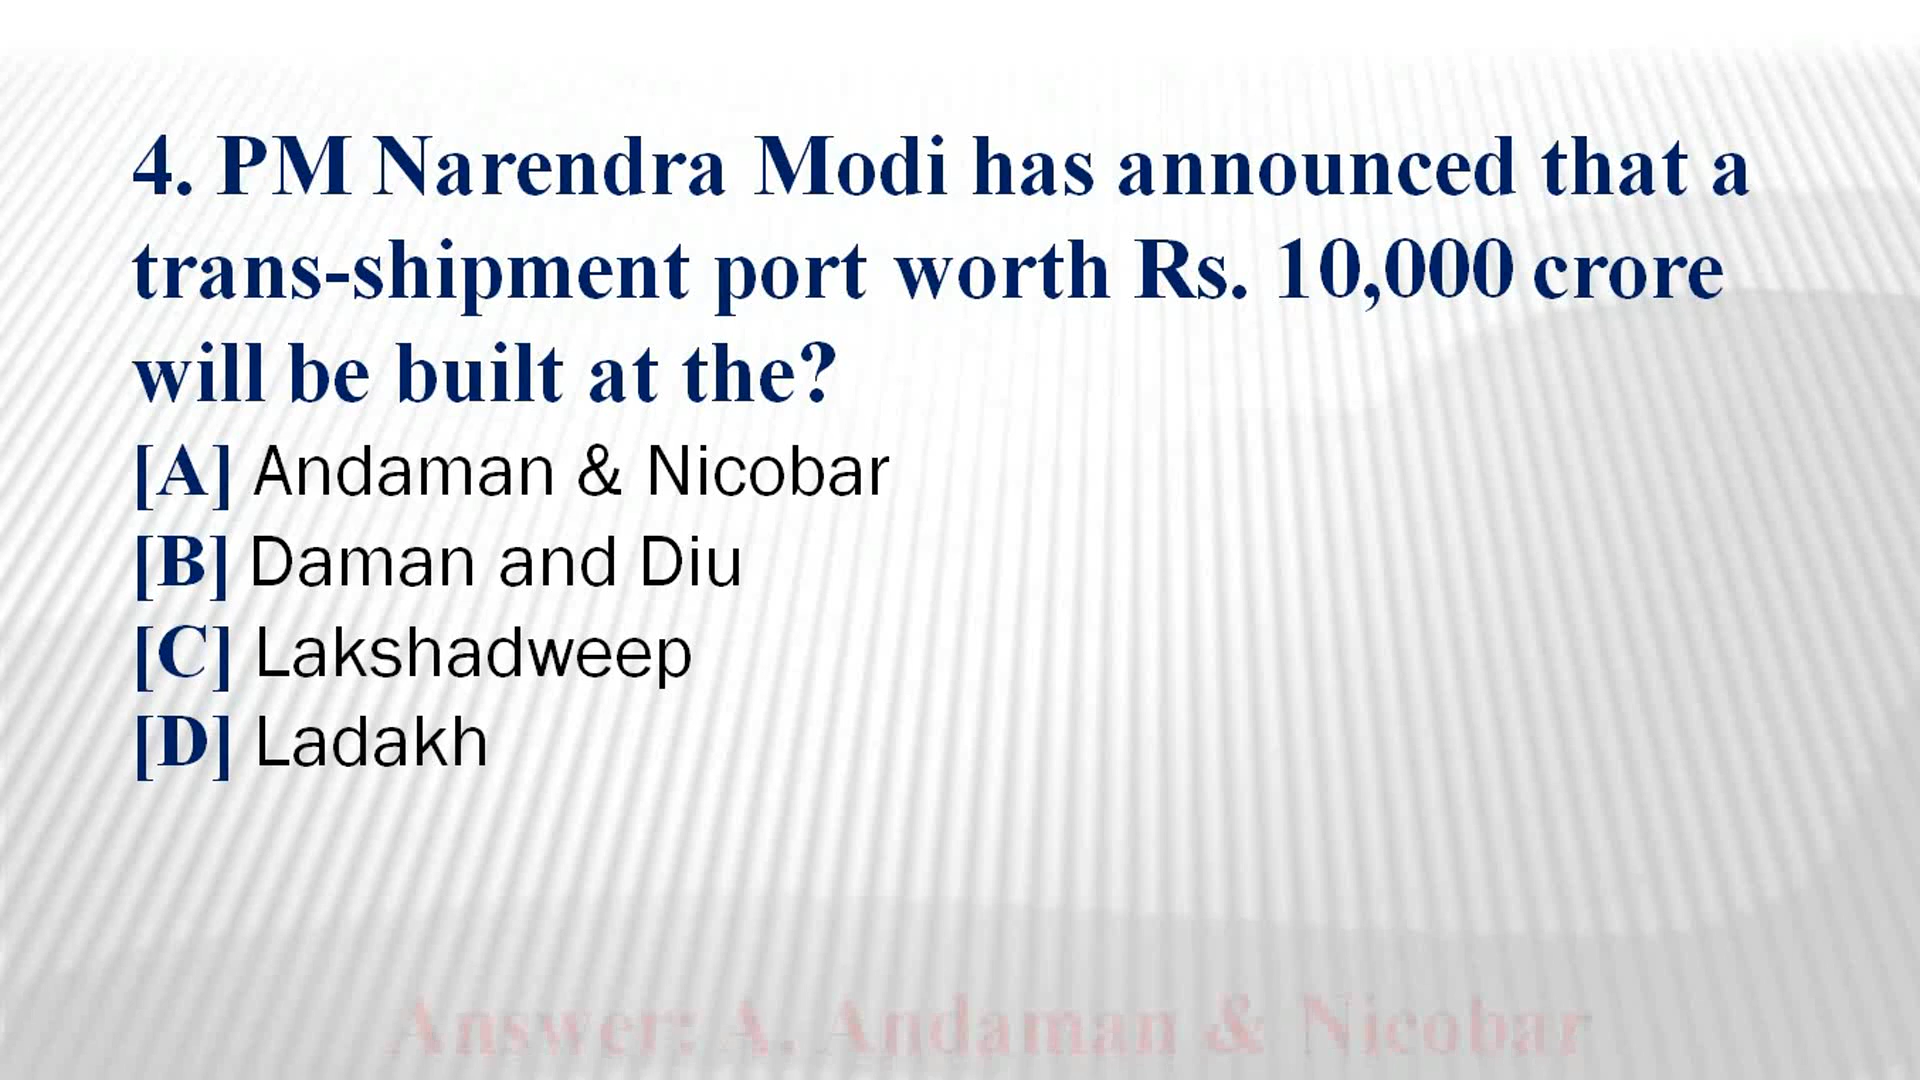 4. PM Narendra Modi has announced that a
trans-shipment port worth Rs. 10,000 crore
will be built at the?
[A] Andaman & Nicobar
[B] Daman and Diu
[C] Lakshadweep
[D] Ladakh
Answer: A. Andaman & Nicobar